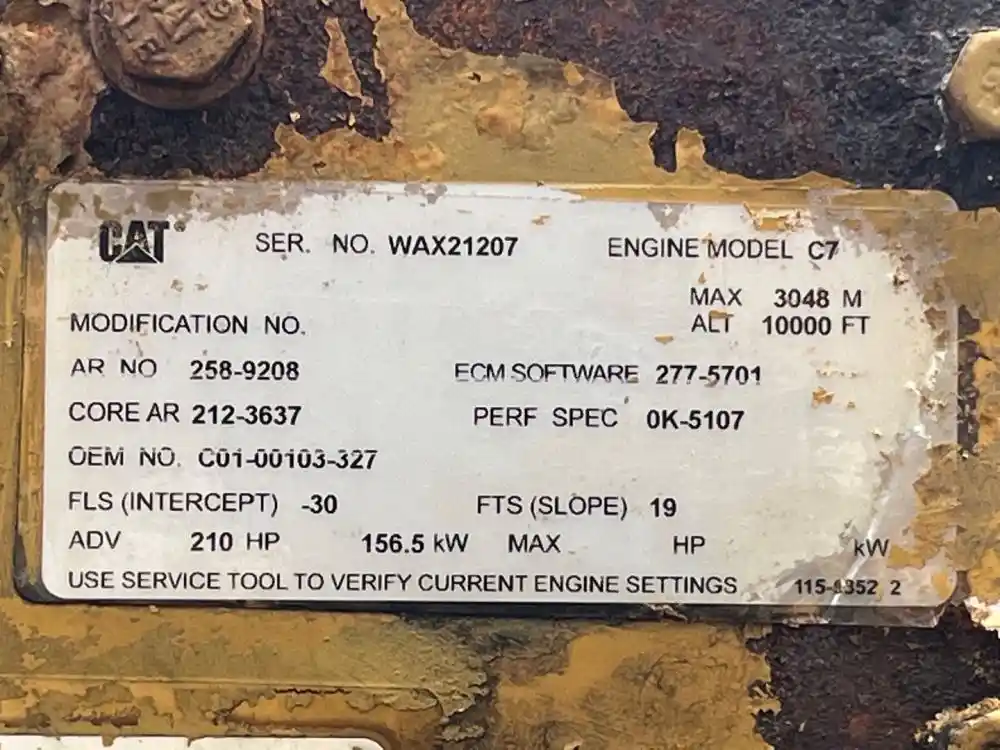 CAT® SER. NO. WAX21207 ENGINE MODEL C7
MAX 3048 M
MODIFICATION NO. ALT 10000 FT
AR NO 258-9208 ECM SOFTWARE 277-5701
CORE AR 212-3637 PERF SPEC 0K-5107
OEM NO. C01-00103-327
FLS (INTERCEPT) -30 FTS (SLOPE) 19
ADV 210 HP 156.5 kW MAX HP kW
USE SERVICE TOOL TO VERIFY CURRENT ENGINE SETTINGS 2